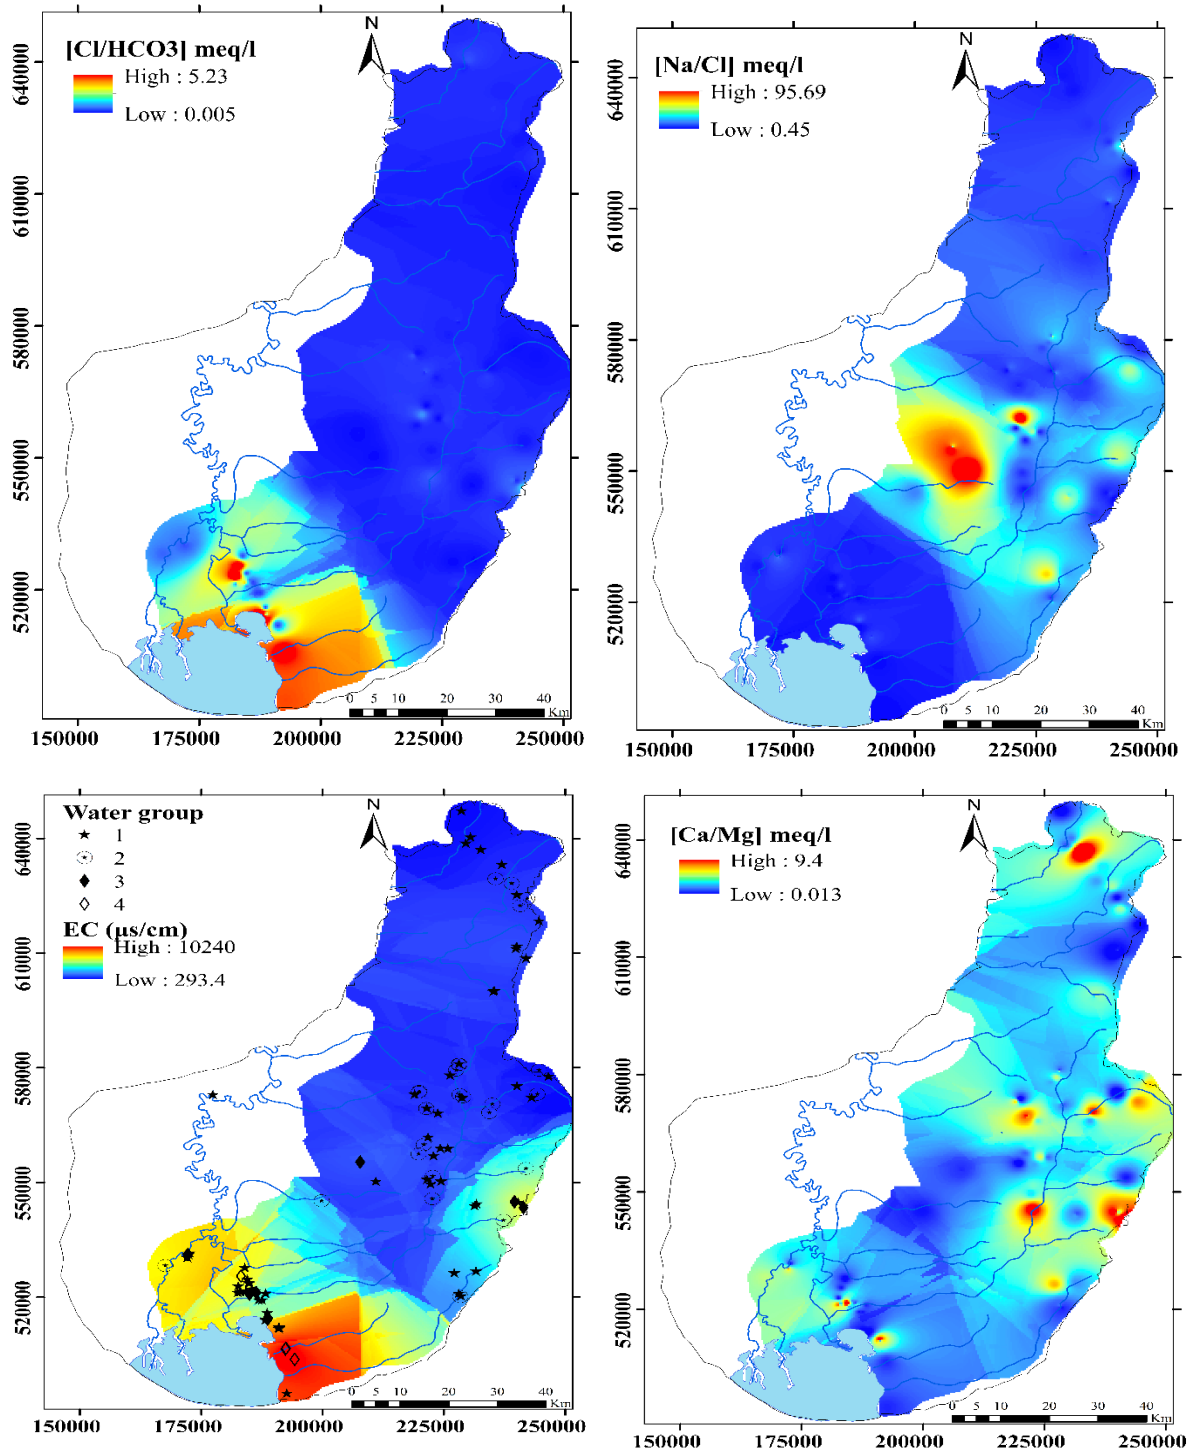 [Cl/HCO3] meq/l
High : 5.23
Low : 0.005
N
640000
610000
580000
550000
520000
0 5 10 20 30 40
Km
150000 175000 200000 225000 250000
[Na/Cl] meq/l
High : 95.69
Low : 0.45
N
640000
610000
580000
550000
520000
0 5 10 20 30 40
Km
150000 175000 200000 225000 250000
Water group
1
2
3
4
EC (μs/cm)
High : 10240
Low : 293.4
N
640000
610000
580000
550000
520000
0 5 10 20 30 40
Km
150000 175000 200000 225000 250000
[Ca/Mg] meq/l
High : 9.4
Low : 0.013
N
640000
610000
580000
550000
520000
0 5 10 20 30 40
Km
150000 175000 200000 225000 250000